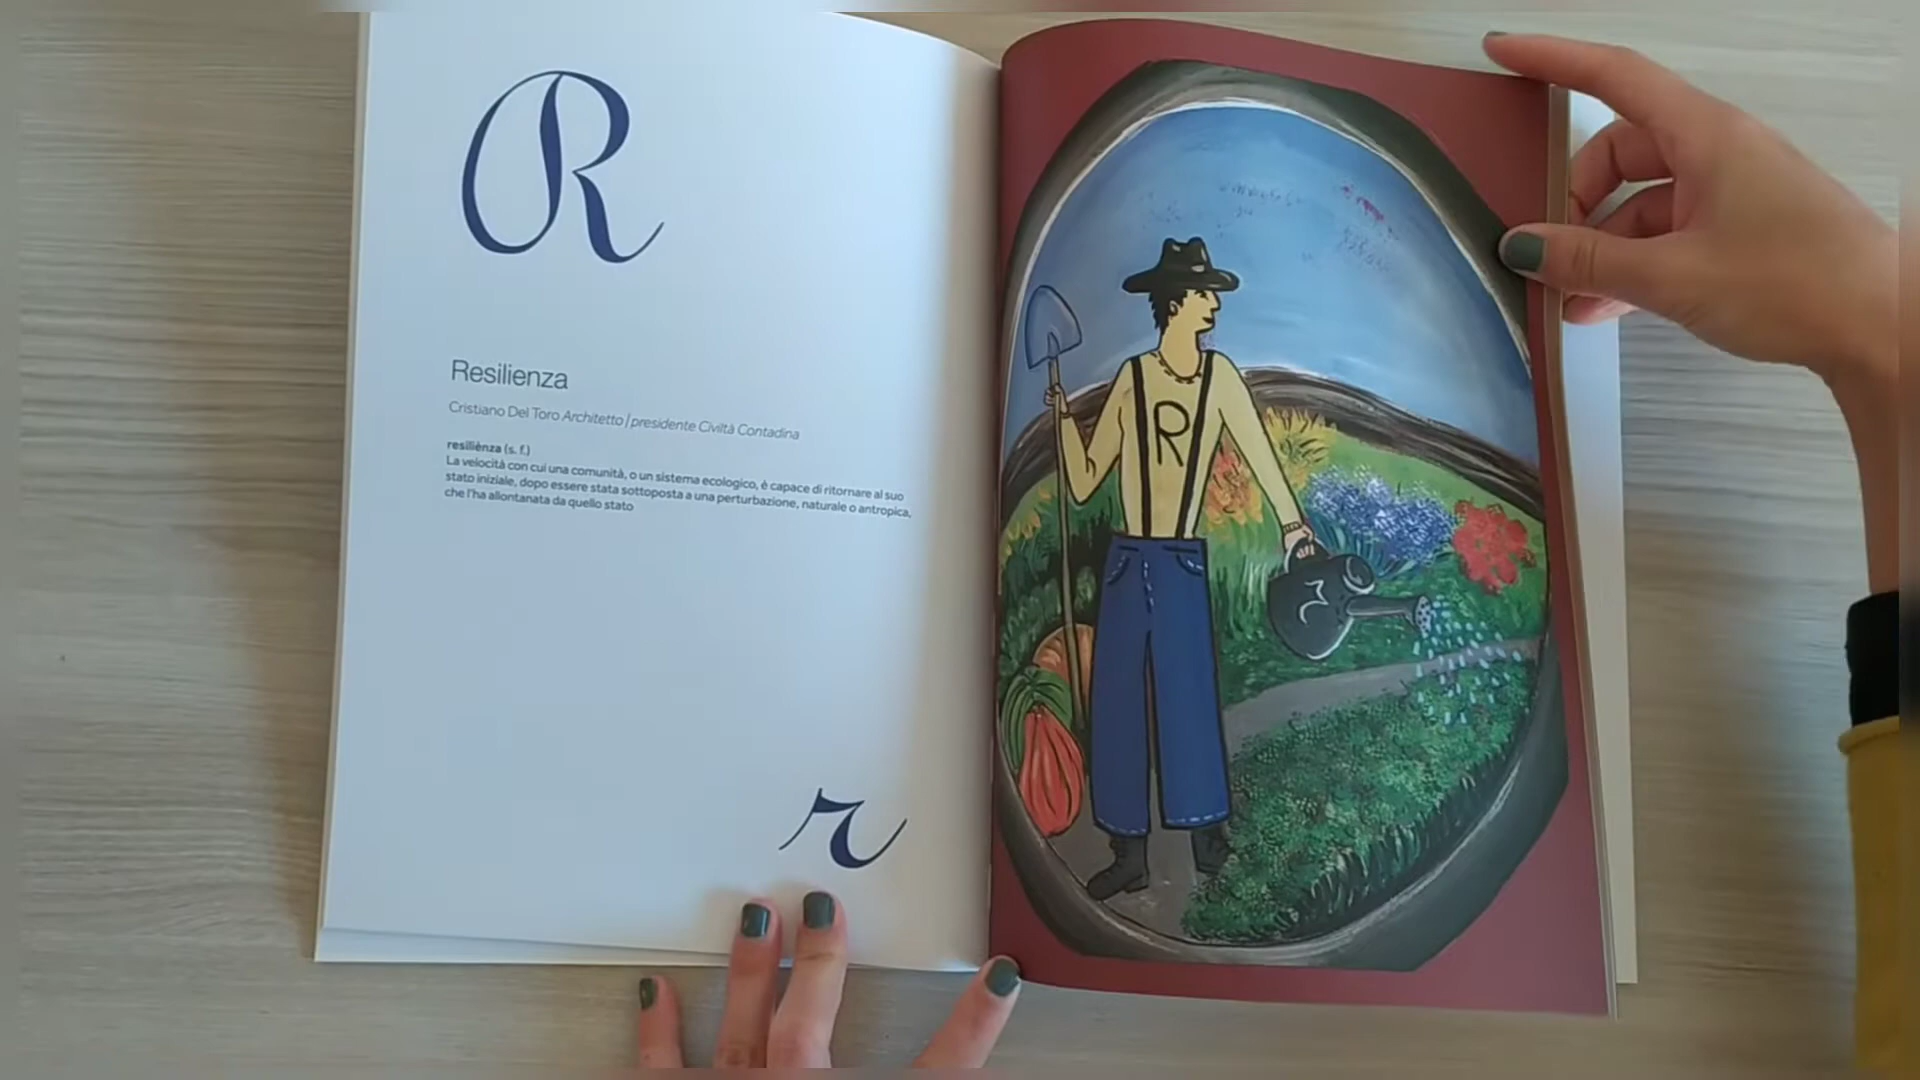 R
Resilienza
Cristiano Del Toro Architetto | presidente Civiltà Contadina
resiliènza (s. f.)
La velocità con cui una comunità, o un sistema ecologico, è capace di ritornare al suo
stato iniziale, dopo essere stata sottoposta a una perturbazione, naturale o antropica,
che l'ha allontanata da quello stato
r
R